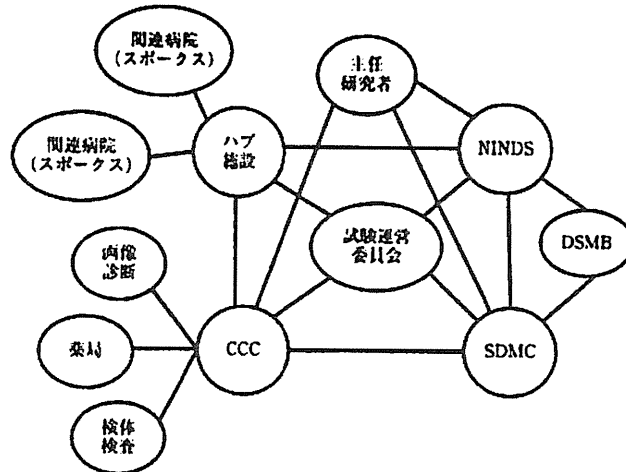 関連病院
(スポークス)
主任
研究者
関連病院
(スポークス)
ハブ
施設
NINDS
試験運営
委員会
DSMB
画像
診断
薬局
CCC
SDMC
検体
検査